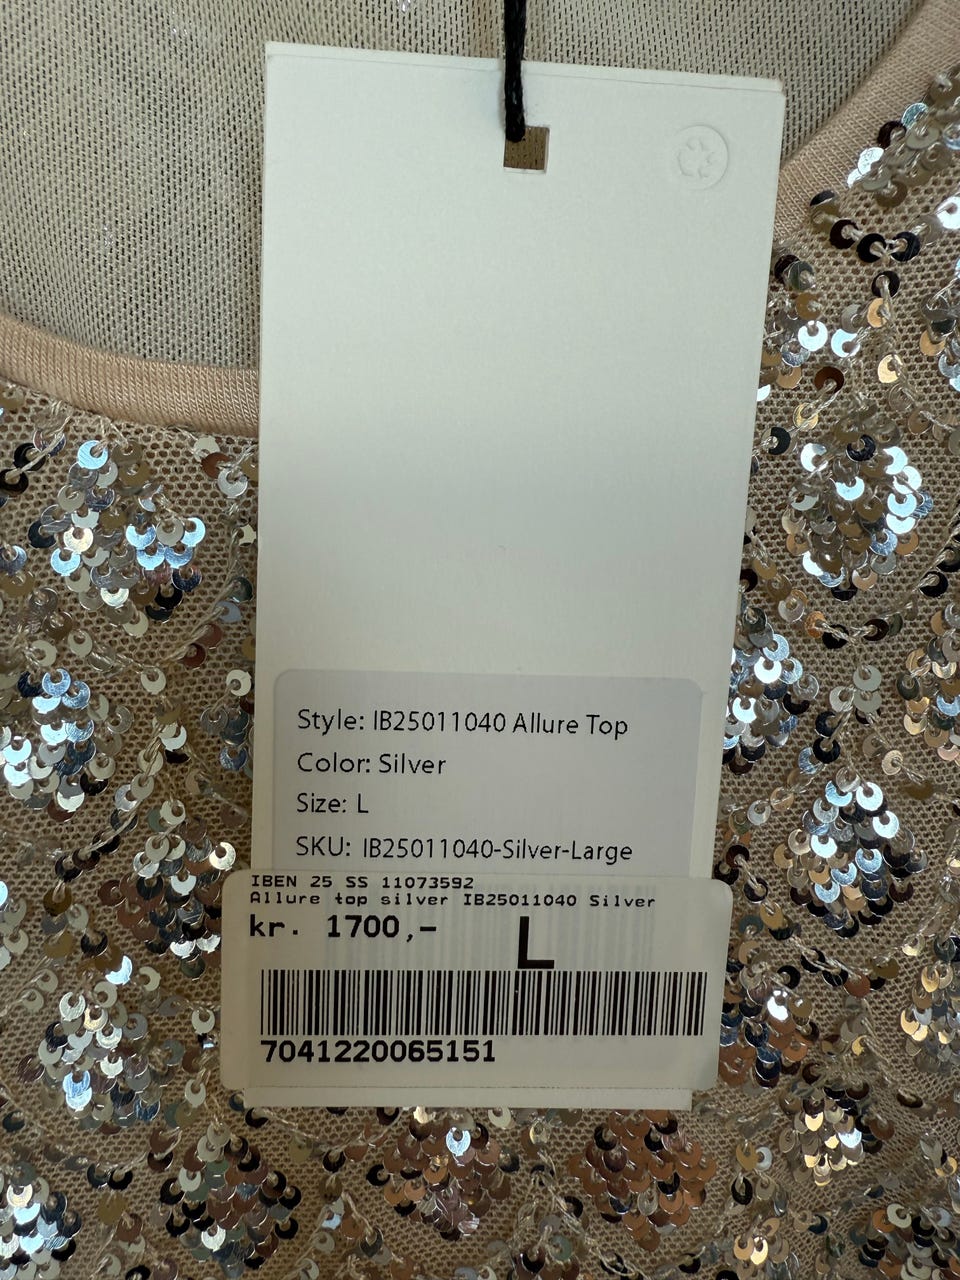 Style: IB25011040 Allure Top
Color: Silver
Size: L
SKU: IB25011040-Silver-Large
IBEN 25 SS 11073592
Allure top silver IB25011040 Silver
kr. 1700,-
L
7041220065151